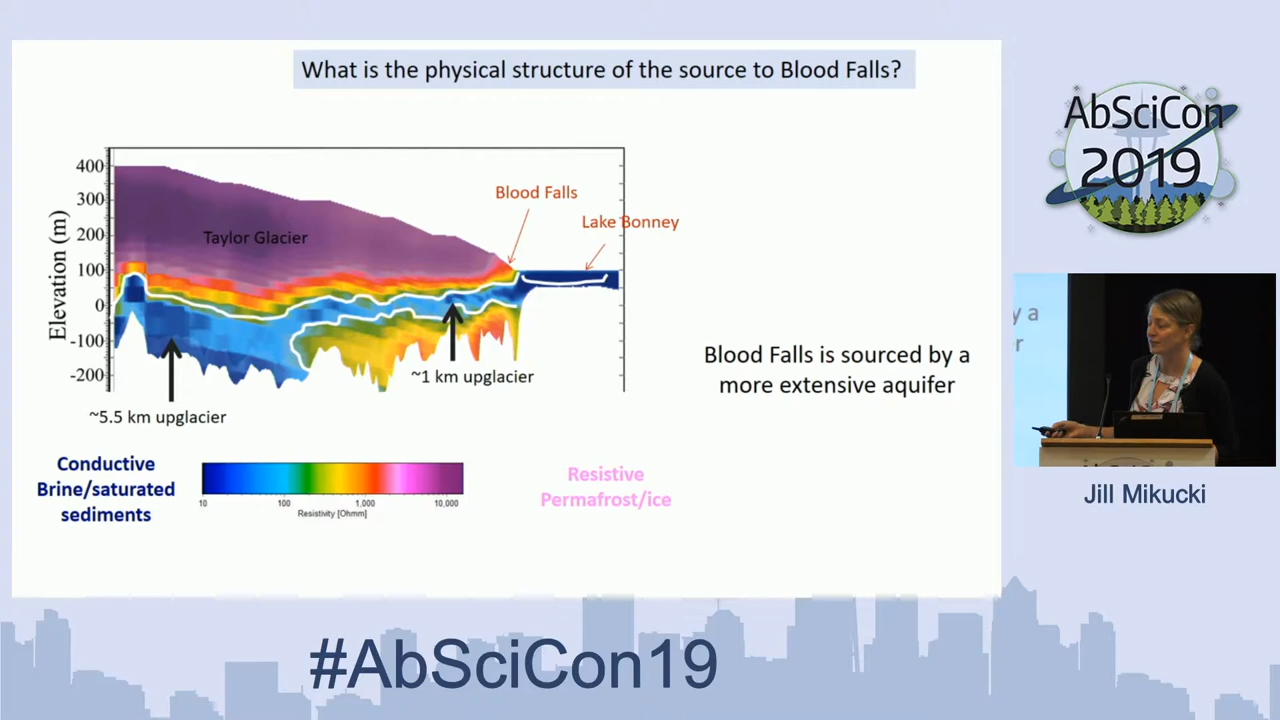 What is the physical structure of the source to Blood Falls?
AbSciCon
2019
400
300
200
100
0
-100
-200
Elevation (m)
Taylor Glacier
Blood Falls
Lake Bonney
~1 km upglacier
~5.5 km upglacier
Blood Falls is sourced by a
more extensive aquifer
Conductive
Brine/saturated
sediments
10
100
1,000
10,000
Resistivity [Ohmm]
Resistive
Permafrost/ice
y a
r
Jill Mikucki
#AbSciCon19